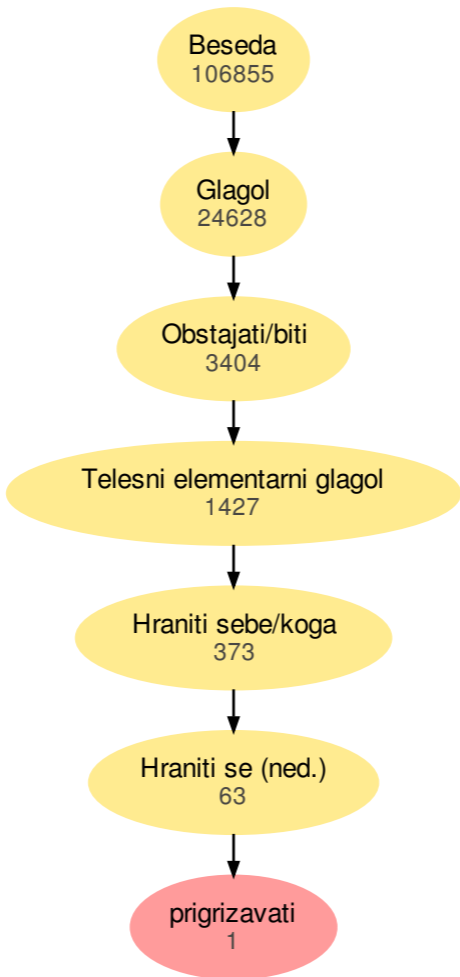 Beseda
106855
Glagol
24628
Obstajati/biti
3404
Telesni elementarni glagol
1427
Hraniti sebe/koga
373
Hraniti se (ned.)
63
prigrizavati
1